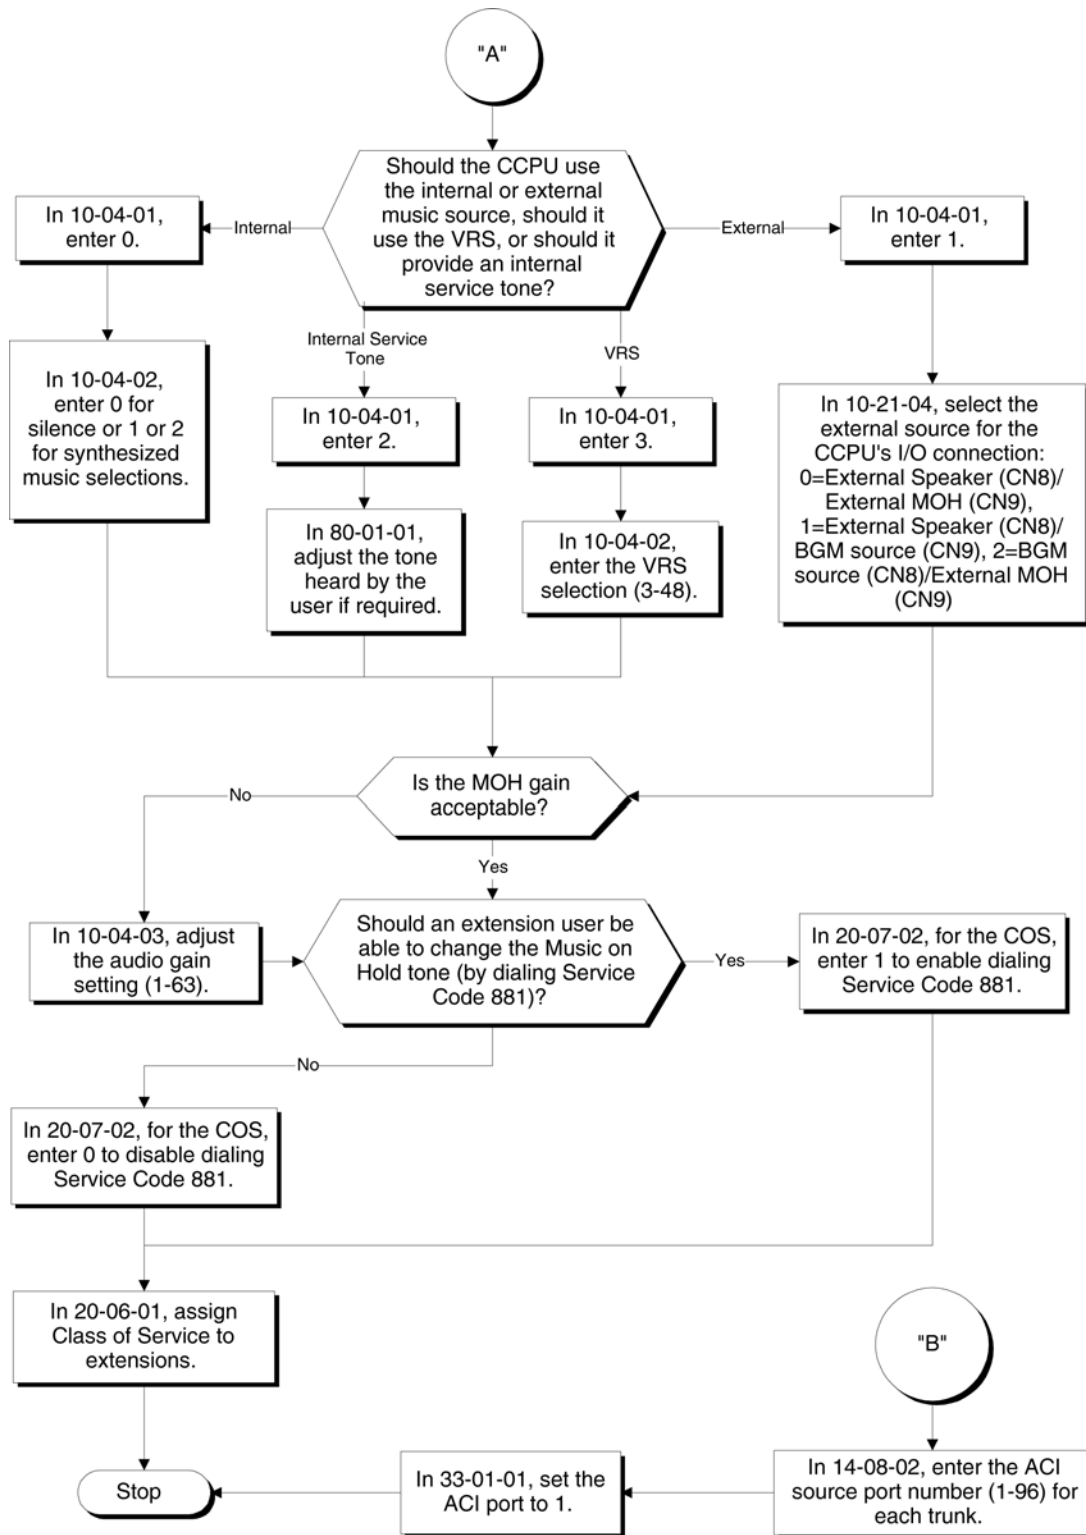 "A"
Should the CCPU use
the internal or external
music source, should it
use the VRS, or should it
provide an internal
service tone?
Internal
External
In 10-04-01,
enter 0.
In 10-04-01,
enter 1.
Internal Service
Tone
VRS
In 10-04-02,
enter 0 for
silence or 1 or 2
for synthesized
music selections.
In 10-04-01,
enter 2.
In 10-04-01,
enter 3.
In 10-21-04, select the
external source for the
CCPU's I/O connection:
0=External Speaker (CN8)/
External MOH (CN9),
1=External Speaker (CN8)/
BGM source (CN9), 2=BGM
source (CN8)/External MOH
(CN9)
In 80-01-01,
adjust the tone
heard by the
user if required.
In 10-04-02,
enter the VRS
selection (3-48).
Is the MOH gain
acceptable?
No
Yes
In 10-04-03, adjust
the audio gain
setting (1-63).
Should an extension user be
able to change the Music on
Hold tone (by dialing Service
Code 881)?
Yes
In 20-07-02, for the COS,
enter 1 to enable dialing
Service Code 881.
No
In 20-07-02, for the COS,
enter 0 to disable dialing
Service Code 881.
In 20-06-01, assign
Class of Service to
extensions.
"B"
Stop
In 33-01-01, set the
ACI port to 1.
In 14-08-02, enter the ACI
source port number (1-96) for
each trunk.